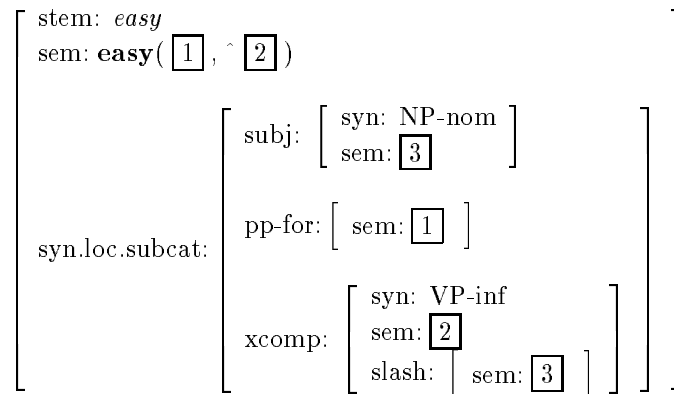 stem: easy
sem: easy( 1 , ^ 2 )
subj: syn: NP-nom
sem: 3
syn.loc.subcat: pp-for: sem: 1
xcomp: syn: VP-inf
sem: 2
slash: sem: 3